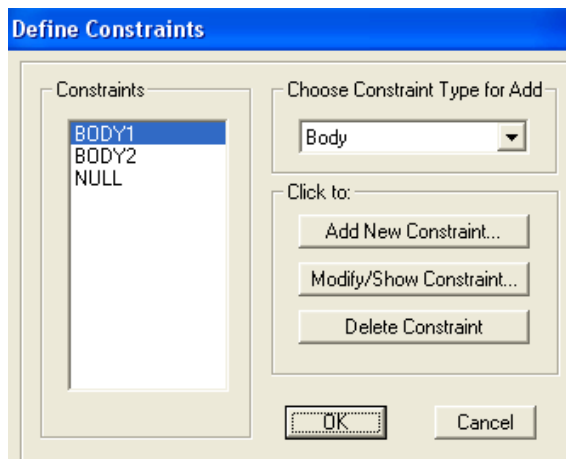 Define Constraints
Constraints
BODY1
BODY2
NULL
Choose Constraint Type for Add
Body
Click to:
Add New Constraint...
Modify/Show Constraint...
Delete Constraint
OK
Cancel